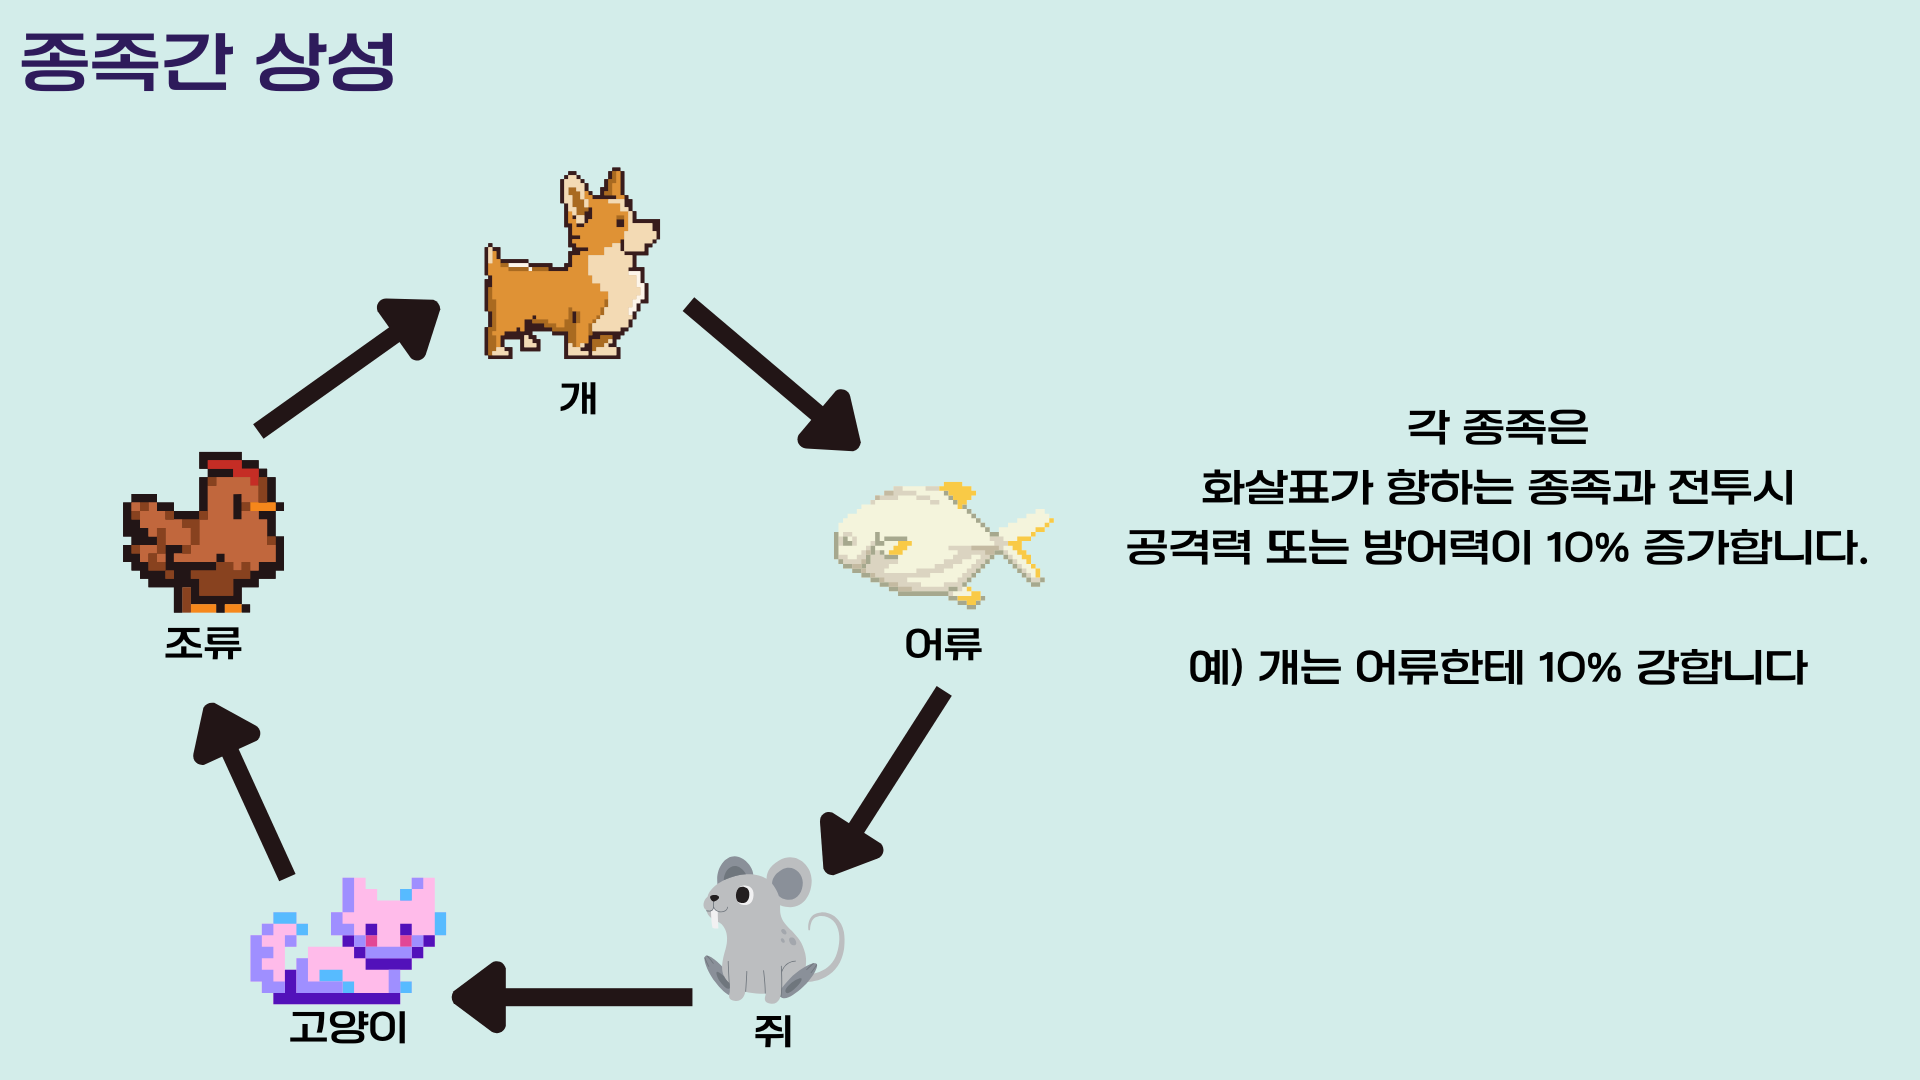 종족간 상성
개
조류
어류
고양이
쥐
각 종족은
화살표가 향하는 종족과 전투시
공격력 또는 방어력이 10% 증가합니다.
예) 개는 어류한테 10% 강합니다